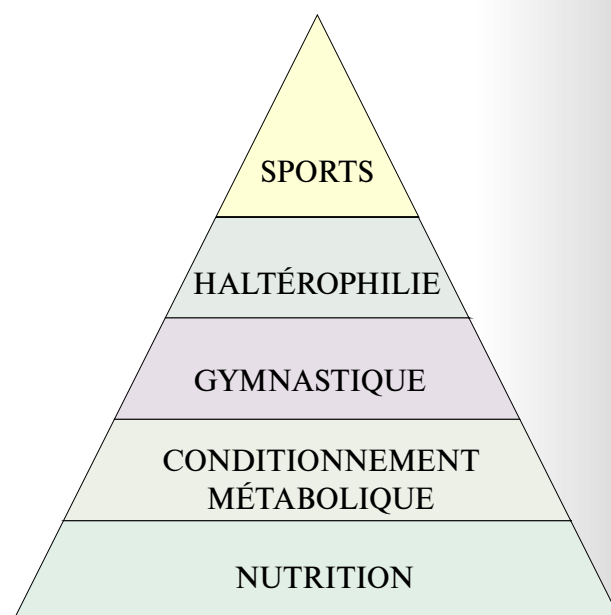 SPORTS
HALTÉROPHILIE
GYMNASTIQUE
CONDITIONNEMENT
MÉTABOLIQUE
NUTRITION